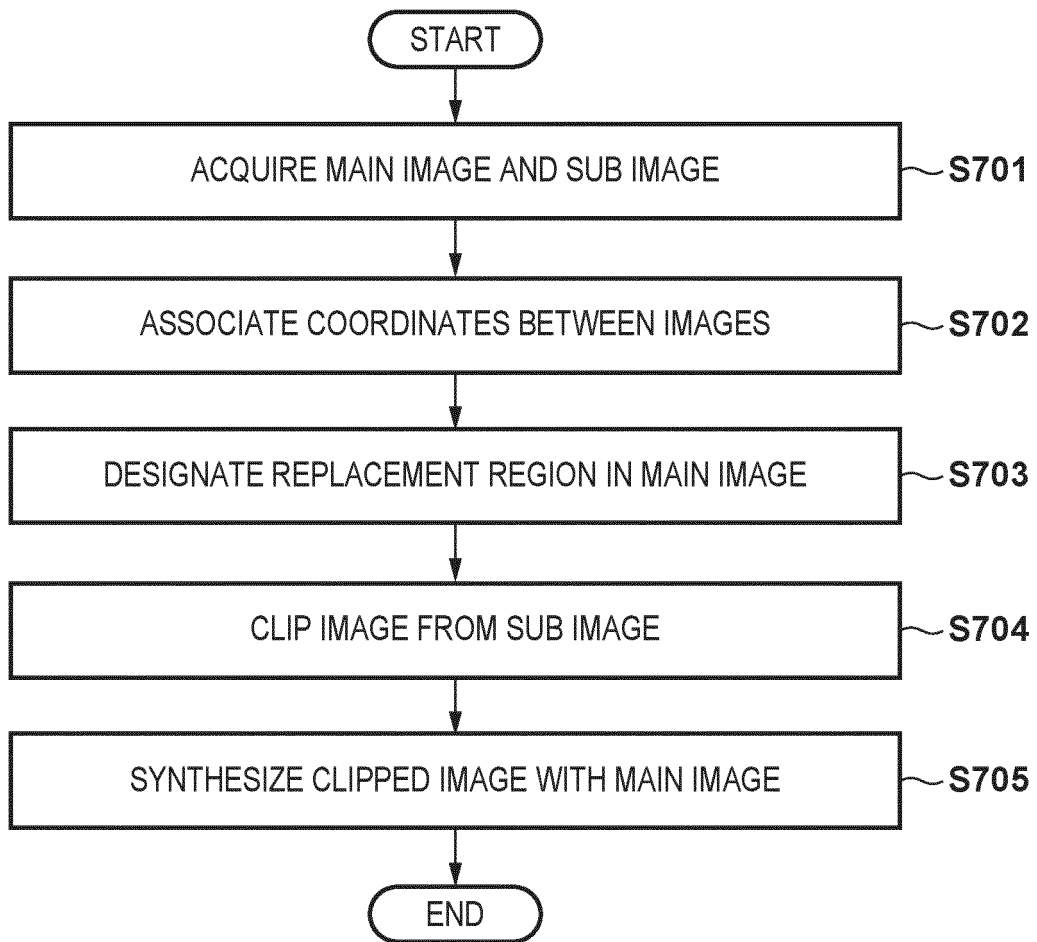 START
ACQUIRE MAIN IMAGE AND SUB IMAGE
S701
ASSOCIATE COORDINATES BETWEEN IMAGES
S702
DESIGNATE REPLACEMENT REGION IN MAIN IMAGE
S703
CLIP IMAGE FROM SUB IMAGE
S704
SYNTHESIZE CLIPPED IMAGE WITH MAIN IMAGE
S705
END